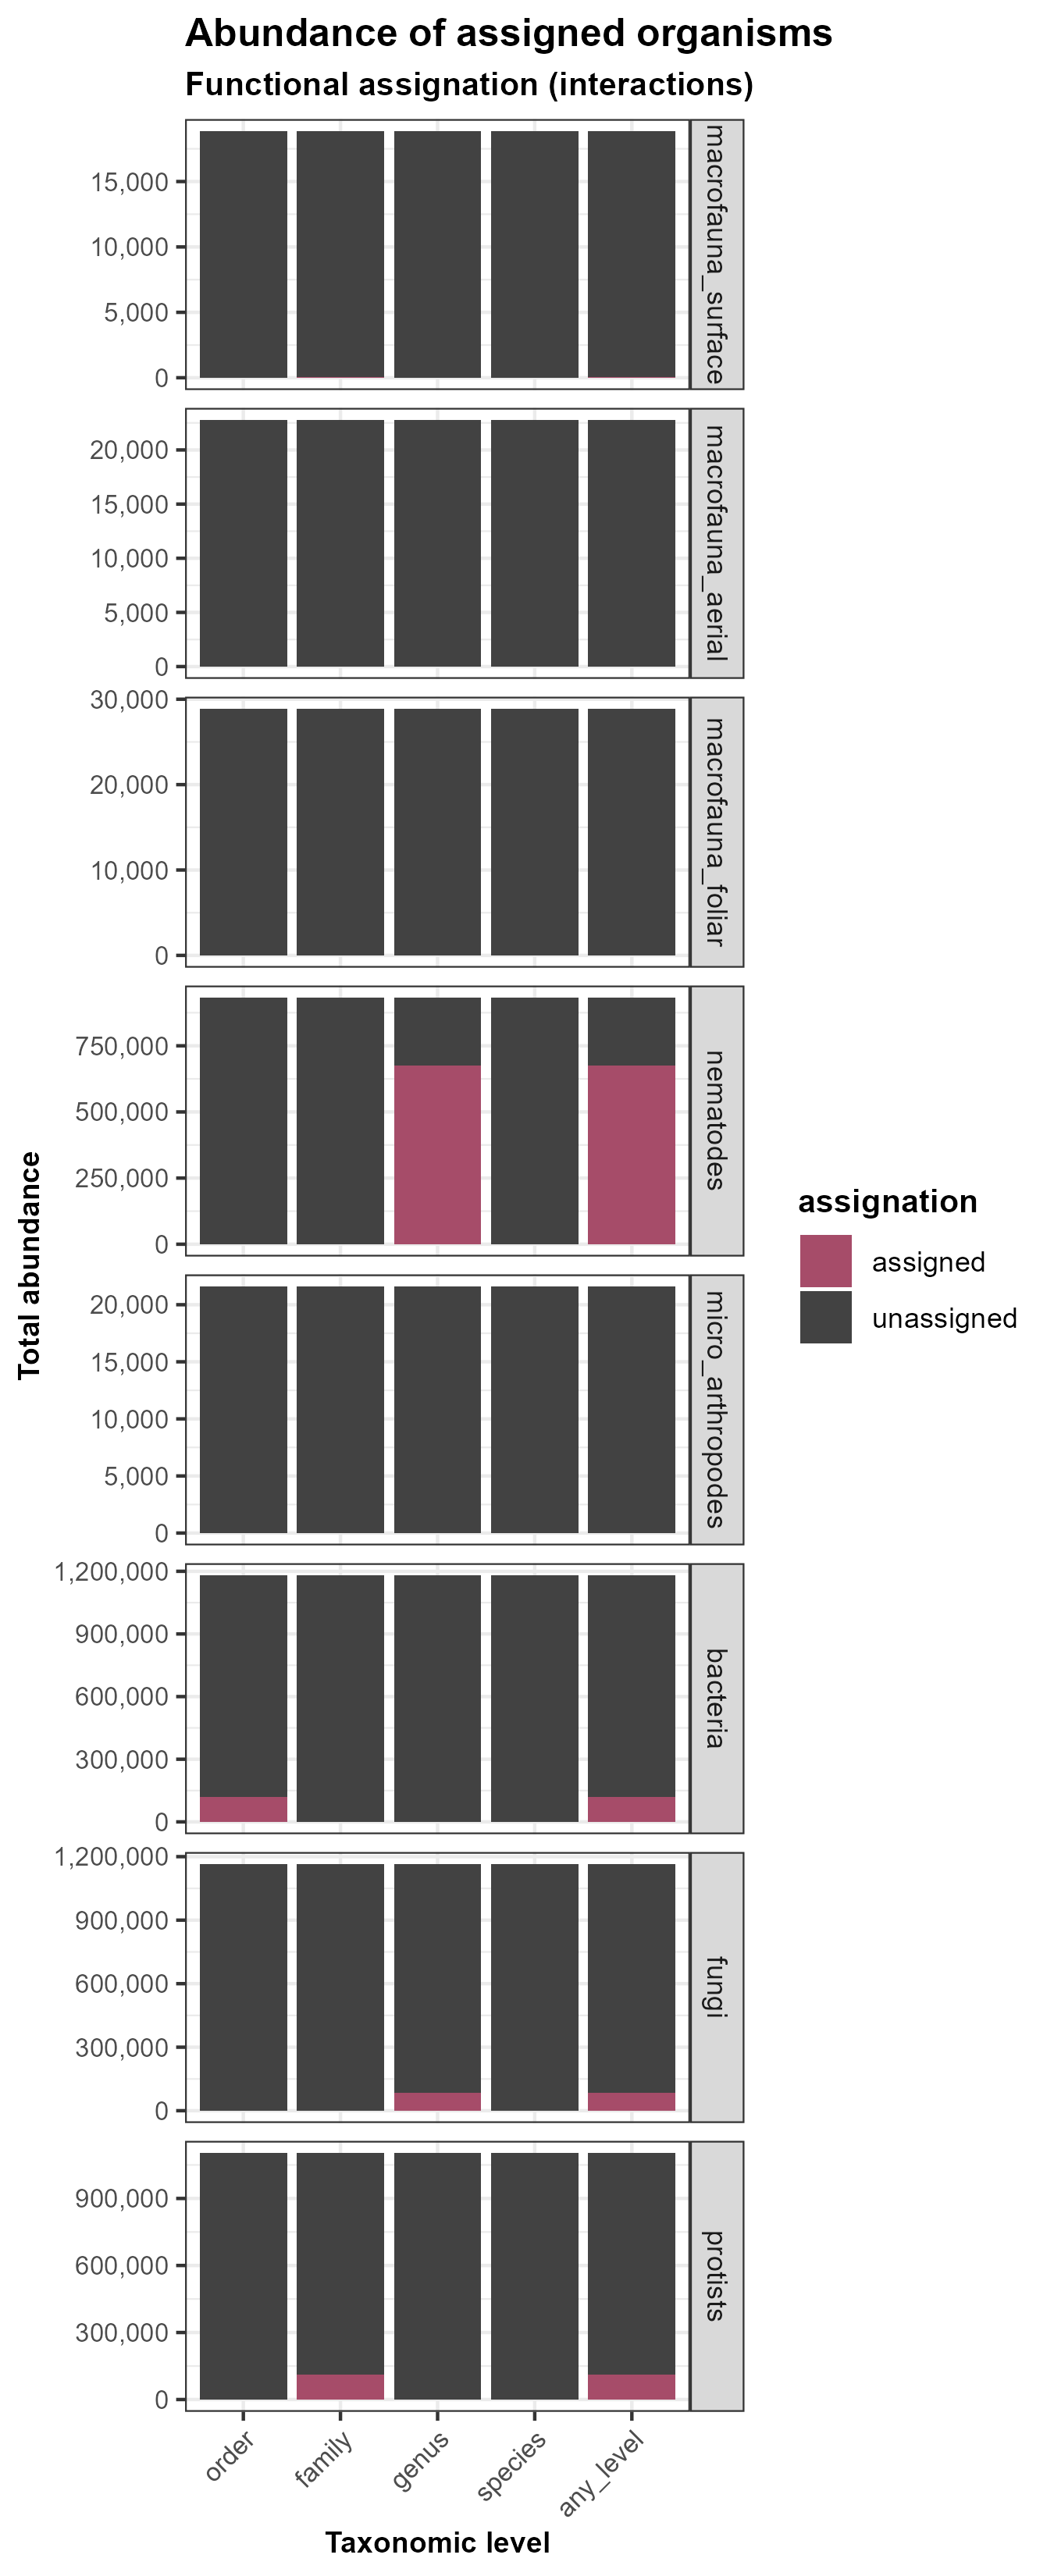 Abundance of assigned organisms
Functional assignation (interactions)
15,000
10,000
5,000
0
macrofauna_surface
20,000
15,000
10,000
5,000
0
macrofauna_aerial
30,000
20,000
10,000
0
macrofauna_foliar
750,000
500,000
250,000
0
nematodes
20,000
15,000
10,000
5,000
0
micro_arthropodes
1,200,000
900,000
600,000
300,000
0
bacteria
1,200,000
900,000
600,000
300,000
0
fungi
900,000
600,000
300,000
0
protists
order
family
genus
species
any_level
Taxonomic level
Total abundance
assignation
assigned
unassigned